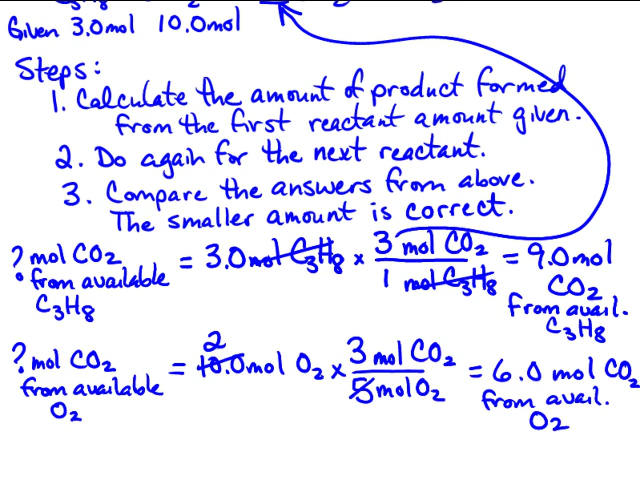 Given 3.0mol 10.0mol
Steps:
1. Calculate the amount of product formed
from the first reactant amount given.
2. Do again for the next reactant.
3. Compare the answers from above.
The smaller amount is correct.
? mol CO₂ from available C₃H₈ = 3.0 mol C₃H₈ x 3 mol CO₂ / 1 mol C₃H₈ = 9.0 mol CO₂ from avail. C₃H₈
? mol CO₂ from available O₂ = 2 10.0 mol O₂ x 3 mol CO₂ / 5 mol O₂ = 6.0 mol CO₂ from avail. O₂